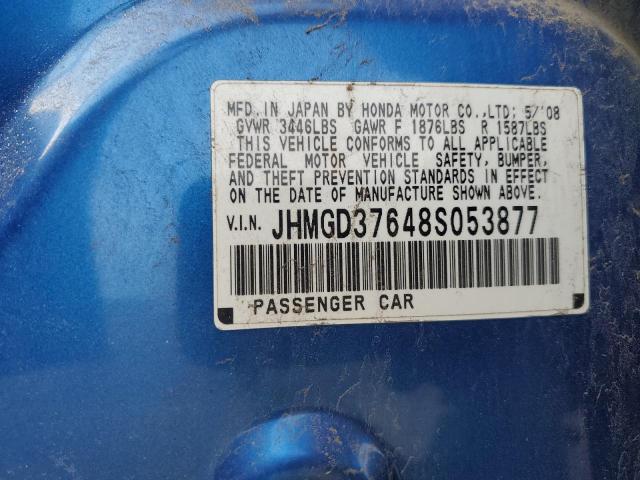 MFD. IN JAPAN BY HONDA MOTOR CO., LTD; 5/'08
GVWR 3446LBS GAWR F 1876LBS R 1587LBS
THIS VEHICLE CONFORMS TO ALL APPLICABLE
FEDERAL MOTOR VEHICLE SAFETY, BUMPER,
AND THEFT PREVENTION STANDARDS IN EFFECT
ON THE DATE OF MANUFACTURE SHOWN ABOVE.
V.I.N. JHMGD37648S053877
PASSENGER CAR